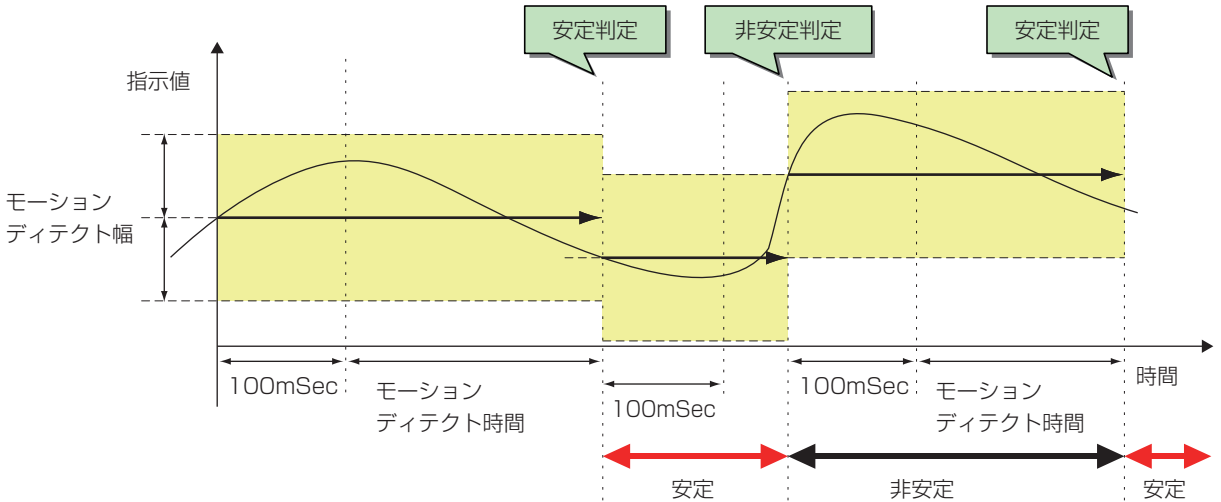 安定判定
非安定判定
安定判定
指示値
モーション
ディテクト幅
100mSec
モーション
ディテクト時間
100mSec
100mSec
モーション
ディテクト時間
時間
安定
非安定
安定